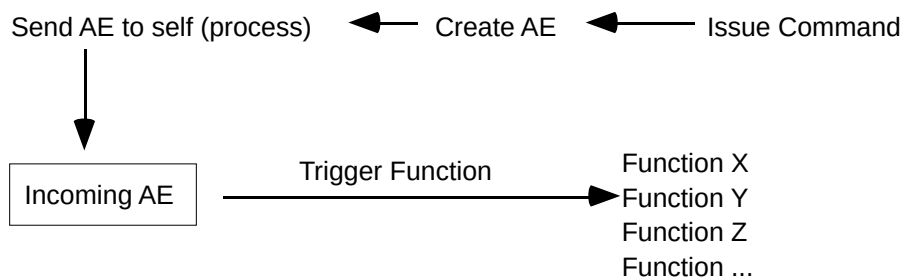 Send AE to self (process)
Create AE
Issue Command
Incoming AE
Trigger Function
Function X
Function Y
Function Z
Function ...